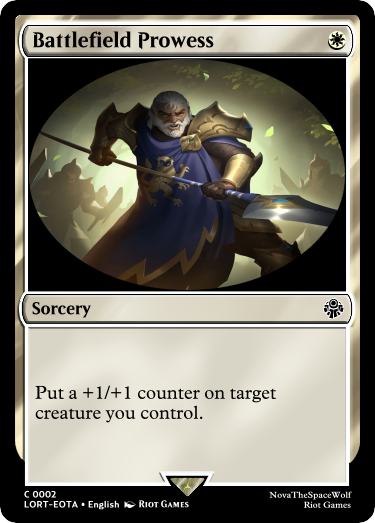 Battlefield Prowess
Sorcery
Put a +1/+1 counter on target
creature you control.
C 0002
LORT-EOTA • English Riot Games
NovaTheSpaceWolf
Riot Games